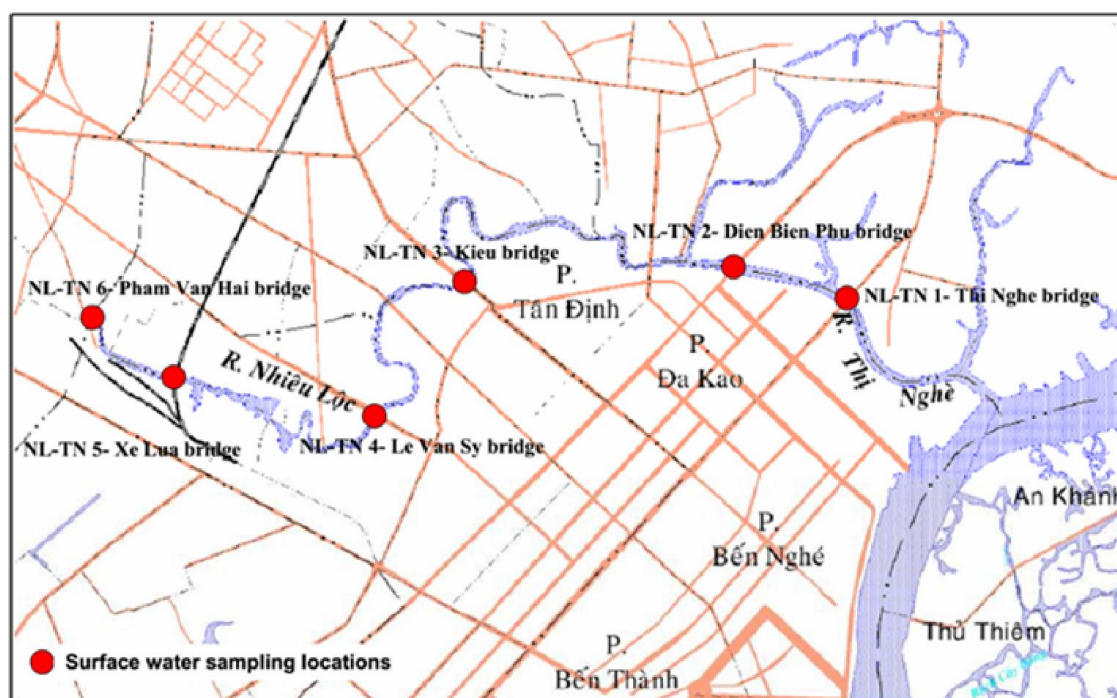 NL-TN 2- Dien Bien Phu bridge
NL-TN 3- Kieu bridge
P.
Tân Định
NL-TN 6- Pham Van Hai bridge
NL-TN 1- Thi Nghe bridge
R. Thị Nghè
P.
Đa Kao
R. Nhiêu Lộc
NL-TN 4- Le Van Sy bridge
NL-TN 5- Xe Lua bridge
An Khánh
P.
Bến Nghé
Thủ Thiêm
P.
Bến Thành
Surface water sampling locations